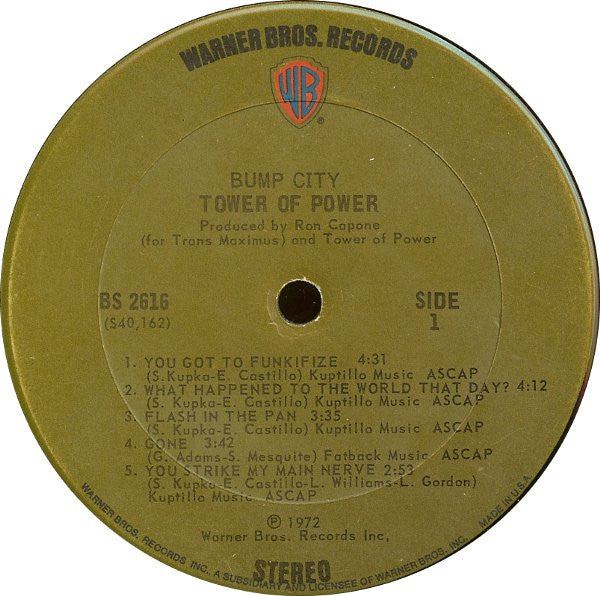 WARNER BROS. RECORDS
WB
®
BUMP CITY
TOWER OF POWER
Produced by Ron Capone
(for Trans Maximus) and Tower of Power
BS 2616
(S40,162)
SIDE
1
1. YOU GOT TO FUNKIFIZE 4:31
(S. Kupka-E. Castillo) Kuptillo Music ASCAP
2. WHAT HAPPENED TO THE WORLD THAT DAY? 4:12
(S. Kupka-E. Castillo) Kuptillo Music ASCAP
3. FLASH IN THE PAN 3:35
(S. Kupka-E. Castillo) Kuptillo Music ASCAP
4. GONE 3:42
(G. Adams-S. Mesquite) Fatback Music ASCAP
5. YOU STRIKE MY MAIN NERVE 2:53
(S. Kupka-E. Castillo-L. Williams-L. Gordon)
Kuptillo Music ASCAP
℗ 1972
Warner Bros. Records Inc,
STEREO
WARNER BROS. RECORDS INC., A SUBSIDIARY AND LICENSEE OF WARNER BROS. INC. MADE IN U.S.A